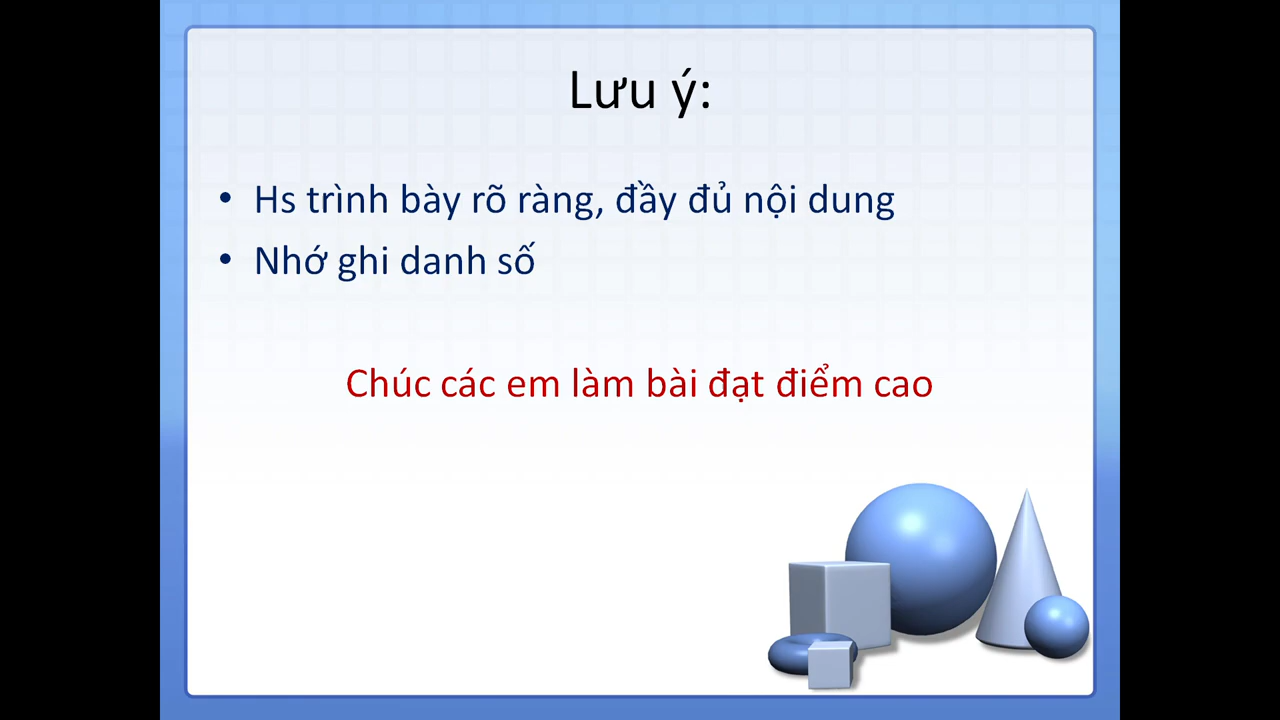 Lưu ý:
• Hs trình bày rõ ràng, đầy đủ nội dung
• Nhớ ghi danh số
Chúc các em làm bài đạt điểm cao